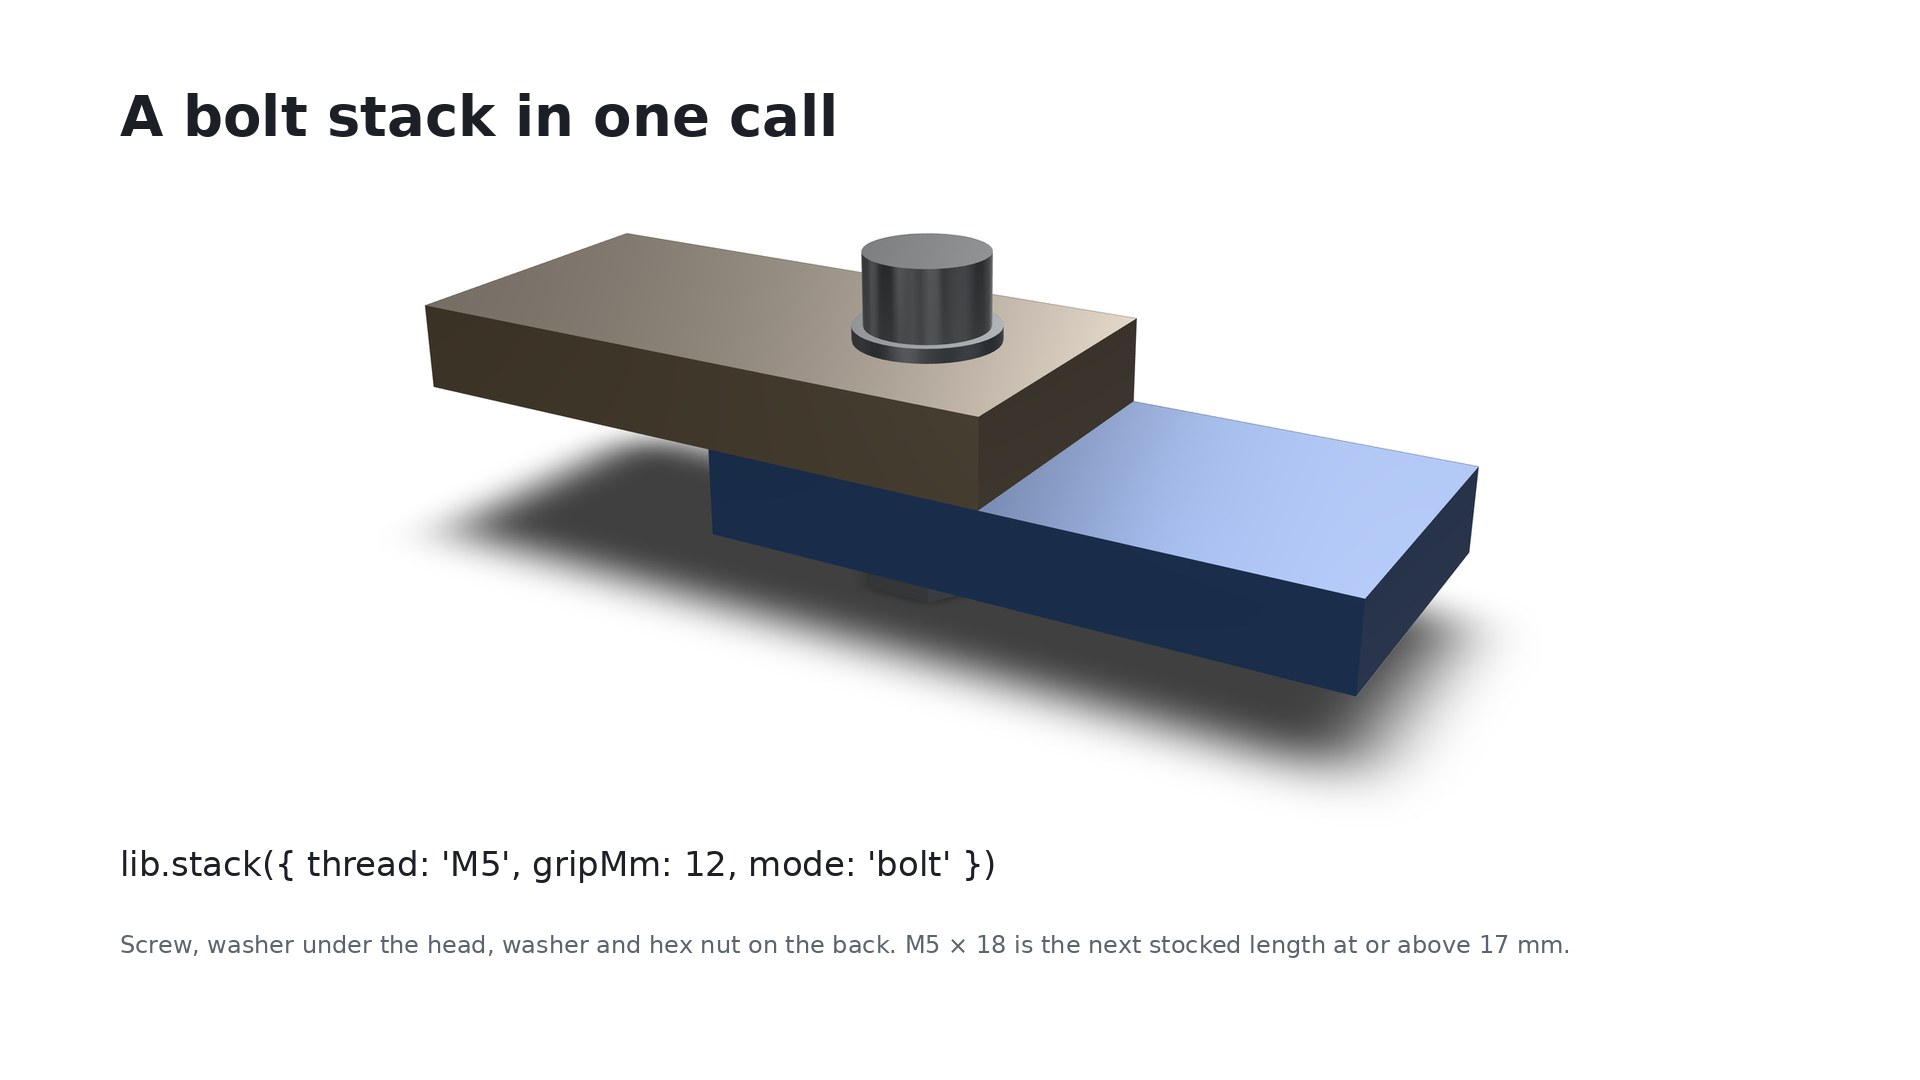 A bolt stack in one call
lib.stack({ thread: 'M5', gripMm: 12, mode: 'bolt' })
Screw, washer under the head, washer and hex nut on the back. M5 × 18 is the next stocked length at or above 17 mm.